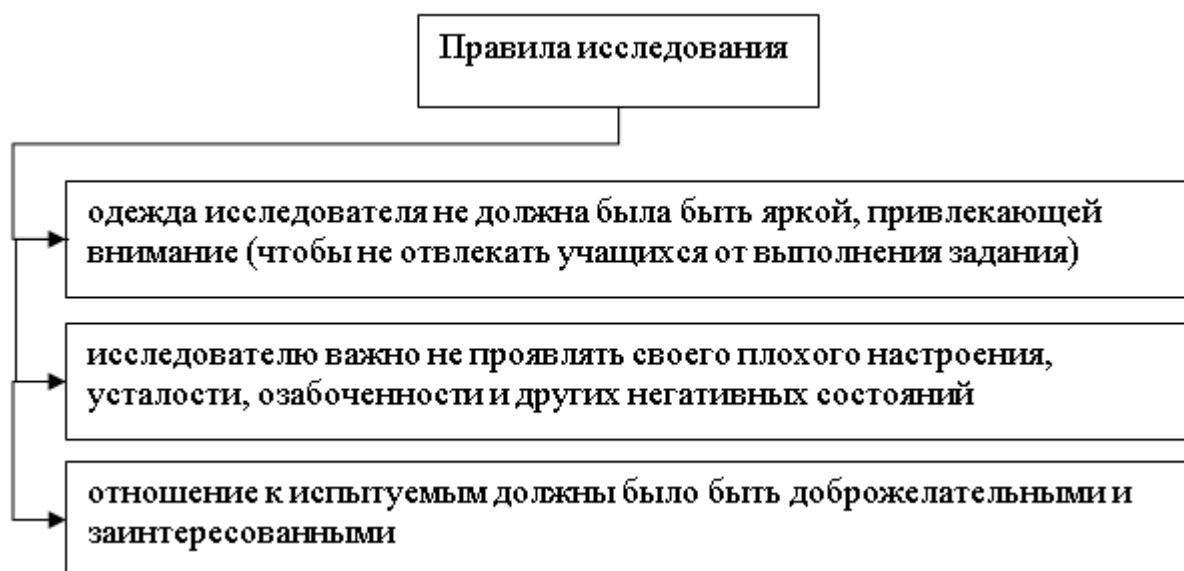 Правила исследования
одежда исследователя не должна была быть яркой, привлекающей
внимание (чтобы не отвлекать учащихся от выполнения задания)
исследователю важно не проявлять своего плохого настроения,
усталости, озабоченности и других негативных состояний
отношение к испытуемым должны было быть доброжелательными и
заинтересованными